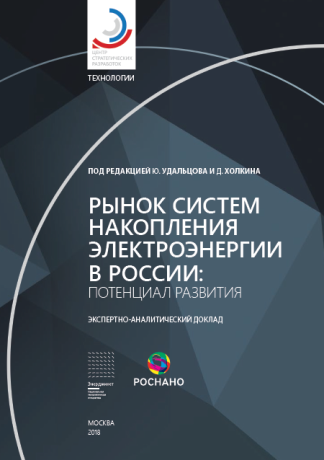 ЦЕНТР
СТРАТЕГИЧЕСКИХ
РАЗРАБОТОК
ТЕХНОЛОГИИ
ПОД РЕДАКЦИЕЙ Ю. УДАЛЬЦОВА И Д. ХОЛКИНА
РЫНОК СИСТЕМ
НАКОПЛЕНИЯ
ЭЛЕКТРОЭНЕРГИИ
В РОССИИ:
ПОТЕНЦИАЛ РАЗВИТИЯ
ЭКСПЕРТНО-АНАЛИТИЧЕСКИЙ ДОКЛАД
Энерджинет
РОСНАНО
МОСКВА
2018